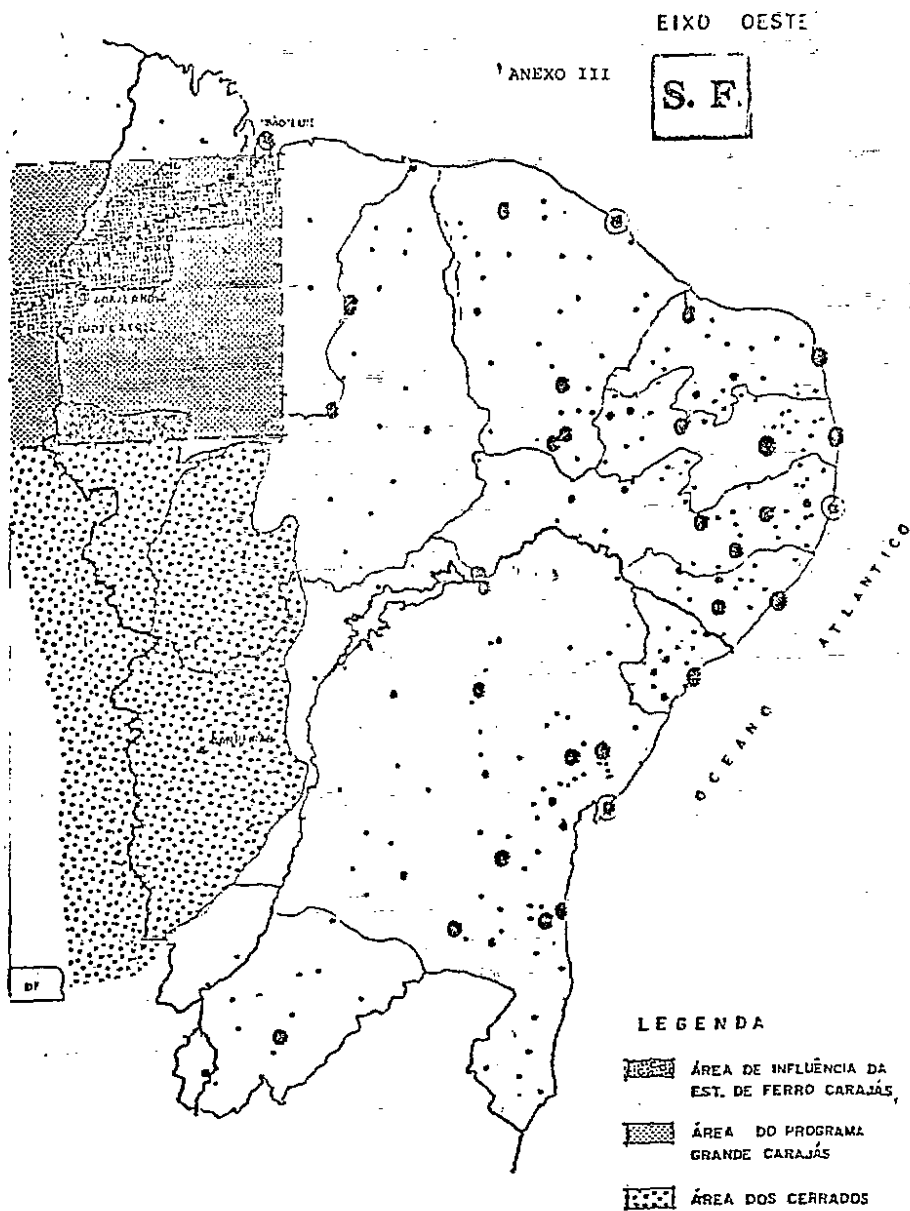 EIXO OESTE
ANEXO III
S. F.
OCEANO ATLANTICO
DF
LEGENDA
ÁREA DE INFLUÊNCIA DA
EST. DE FERRO CARAJÁS,
ÁREA DO PROGRAMA
GRANDE CARAJÁS
ÁREA DOS CERRADOS